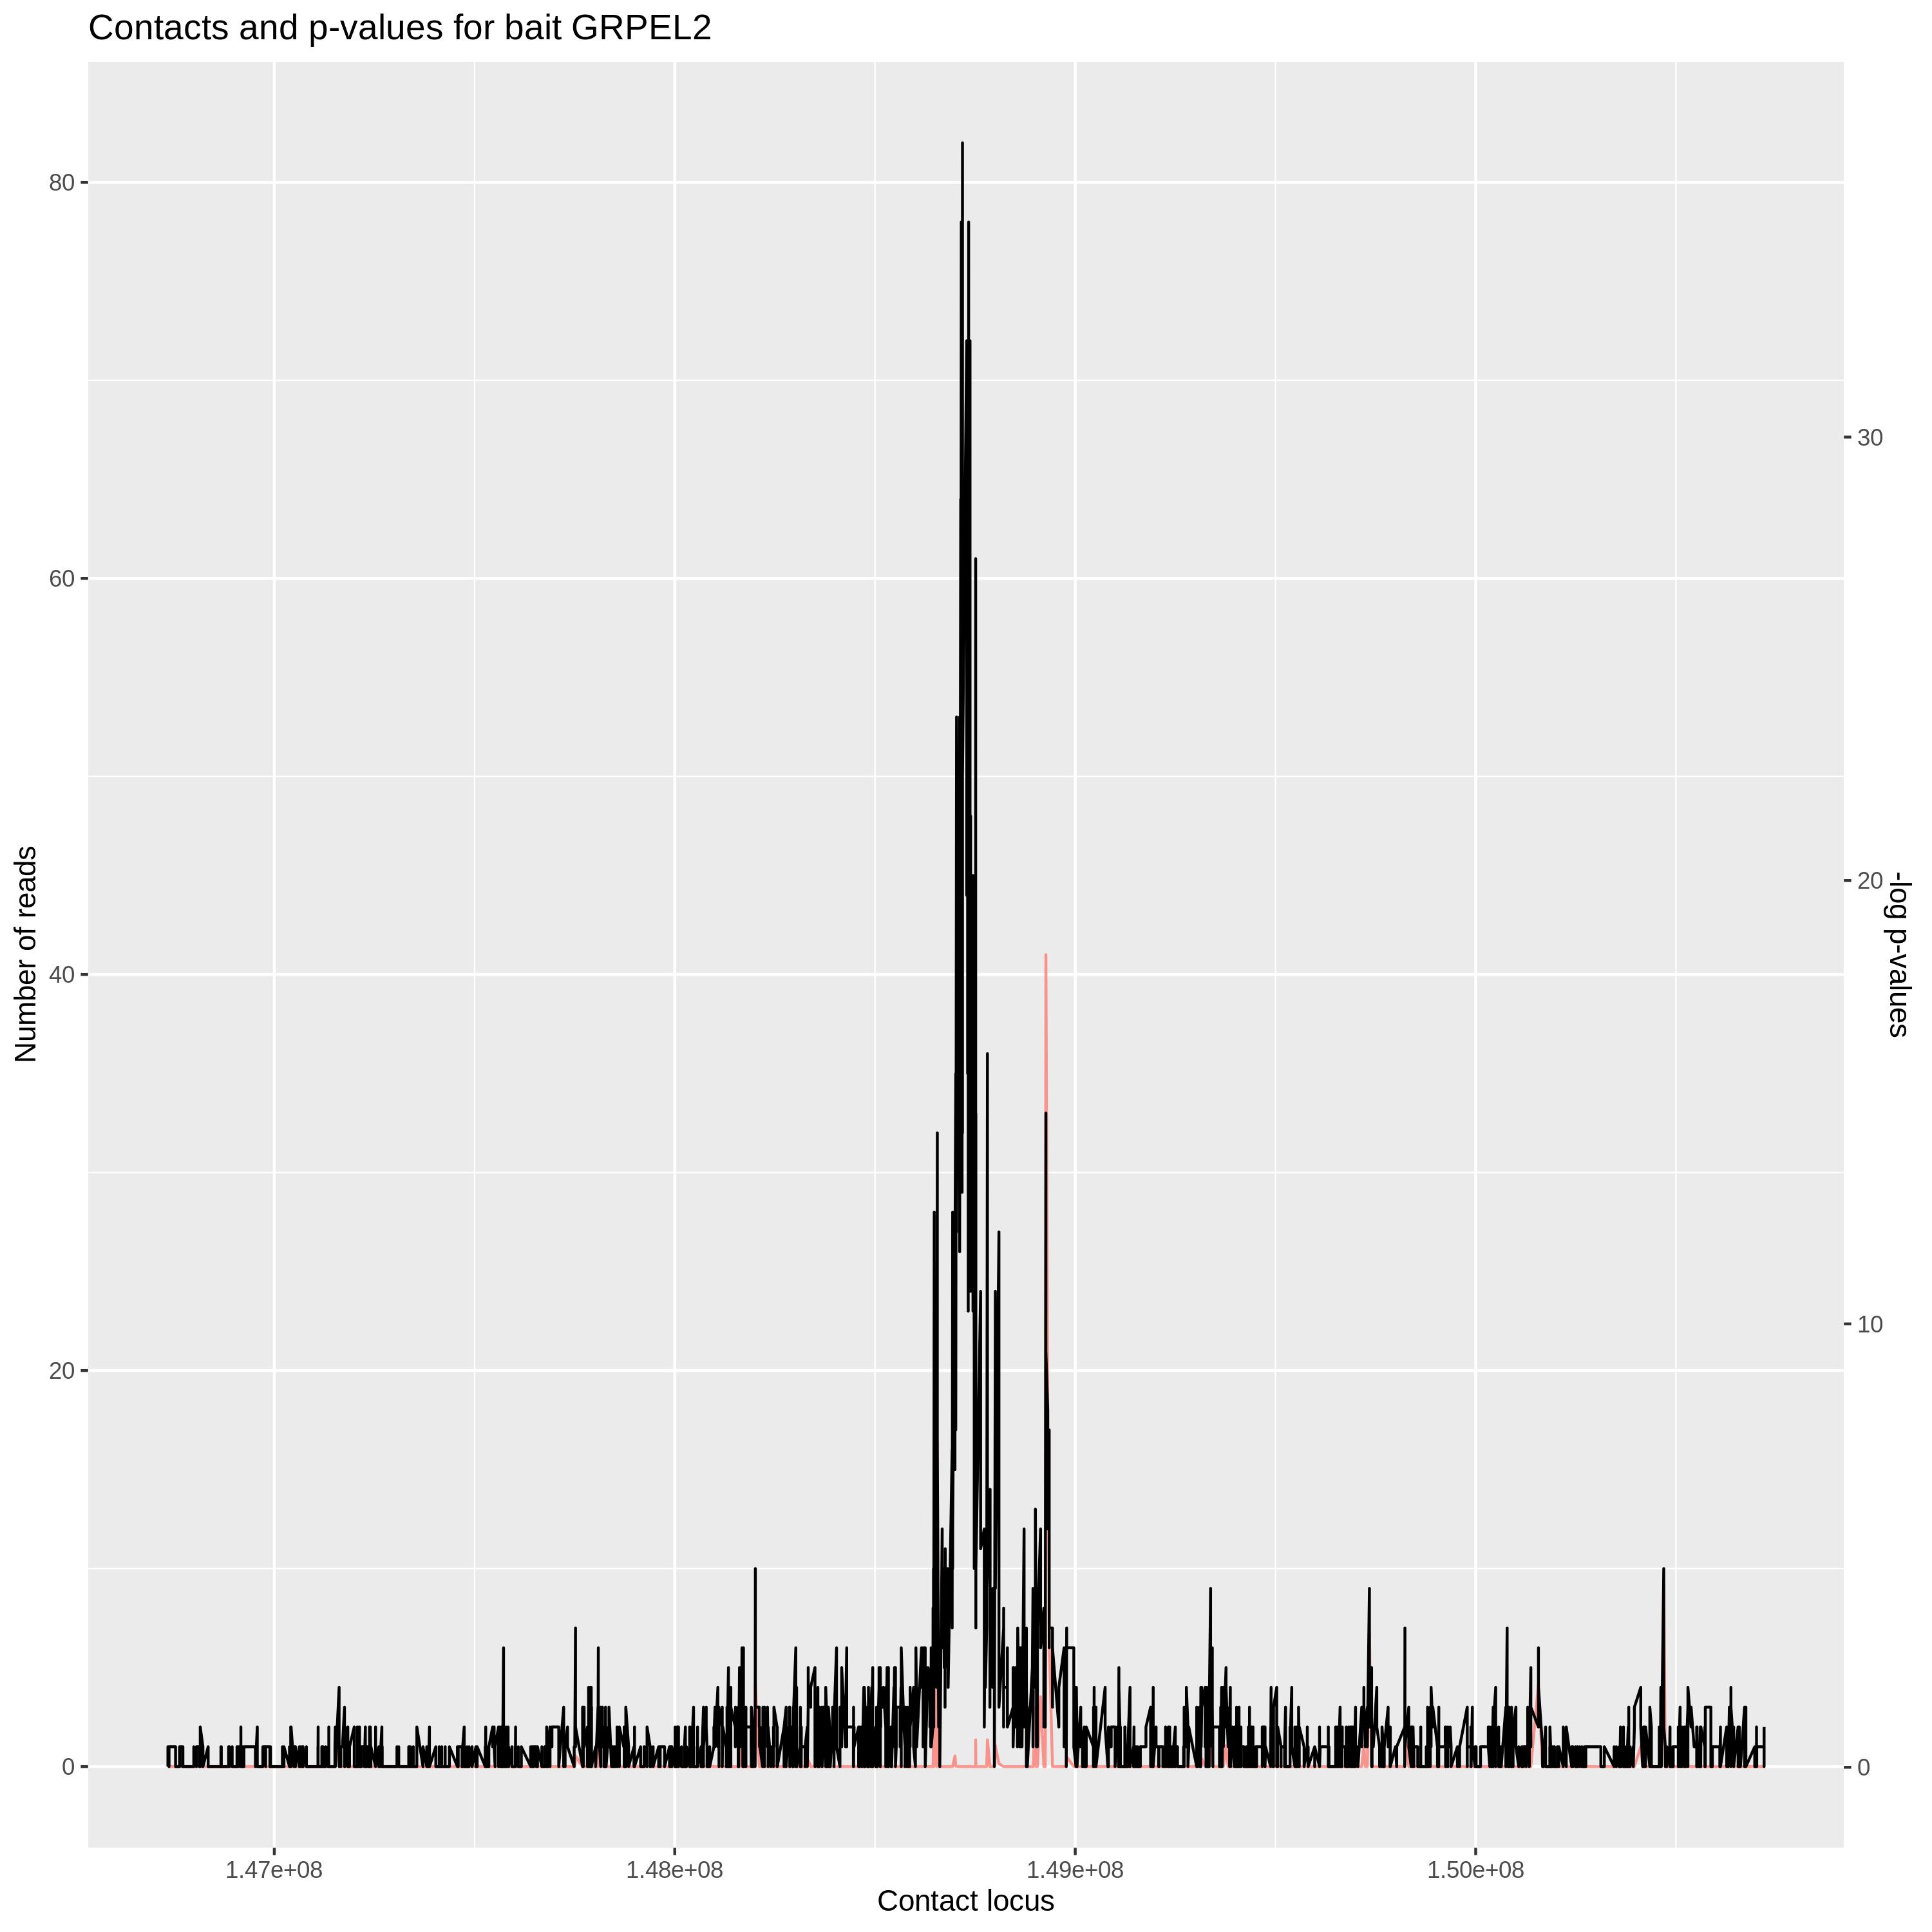 Contacts and p-values for bait GRPEL2
80
60
40
20
0
Number of reads
30
20
10
0
-log p-values
1.47e+08
1.48e+08
1.49e+08
1.50e+08
Contact locus